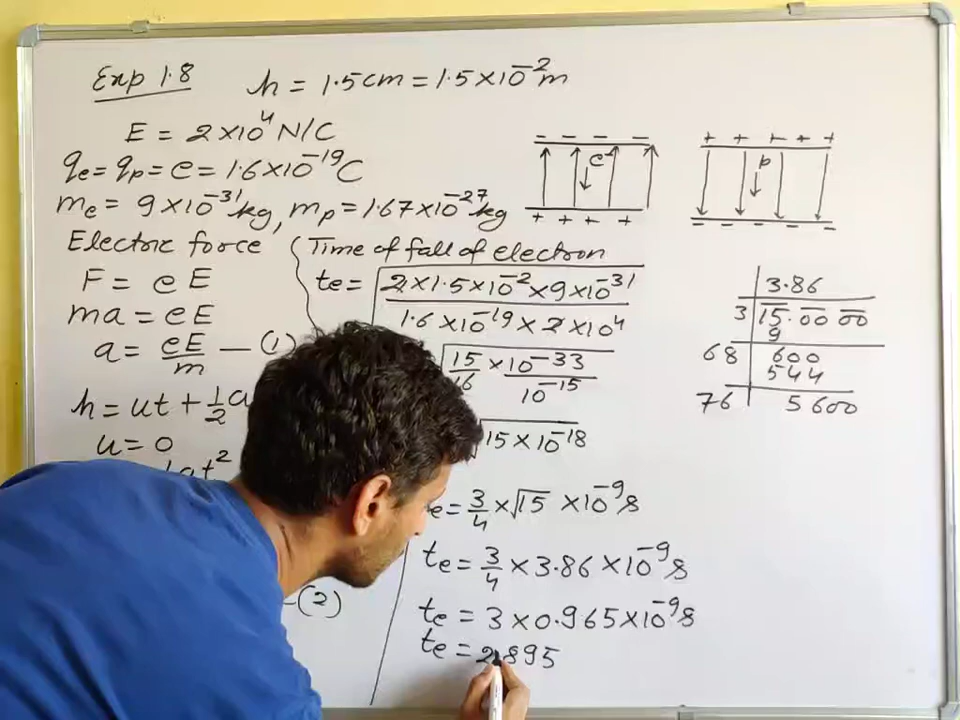 Exp 1.8
h = 1.5cm = 1.5×10⁻²m
E = 2×10⁴ N/C
qe = qp = e = 1.6×10⁻¹⁹C
me = 9×10⁻³¹kg, mp = 1.67×10⁻²⁷kg
Electric force
F = eE
ma = eE
a = eE/m — (1)
h = ut + 1/2 a
u = 0
at²
—(2)
Time of fall of electron
te = √(2×1.5×10⁻²×9×10⁻³¹
1.6×10⁻¹⁹×2×10⁴
15 ×10⁻³³
16 10⁻¹⁵
√15×10⁻¹⁸
e = 3/4 ×√15 ×10⁻⁹s
te = 3/4 ×3.86 ×10⁻⁹s
te = 3×0.965×10⁻⁹s
te = 2.895
− − − −
e⁻
+ + + +
+ + + + +
p
− − − − −
3.86
3 15.00 00
9
68 600
544
76 5600